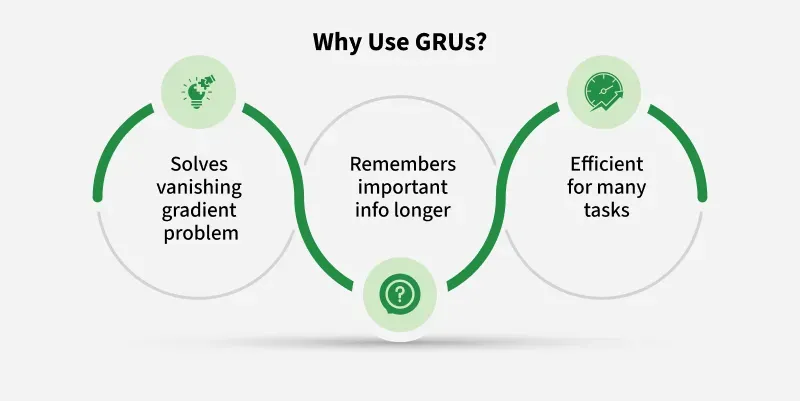 Why Use GRUs?
Solves
vanishing
gradient
problem
Remembers
important
info longer
Efficient
for many
tasks
?